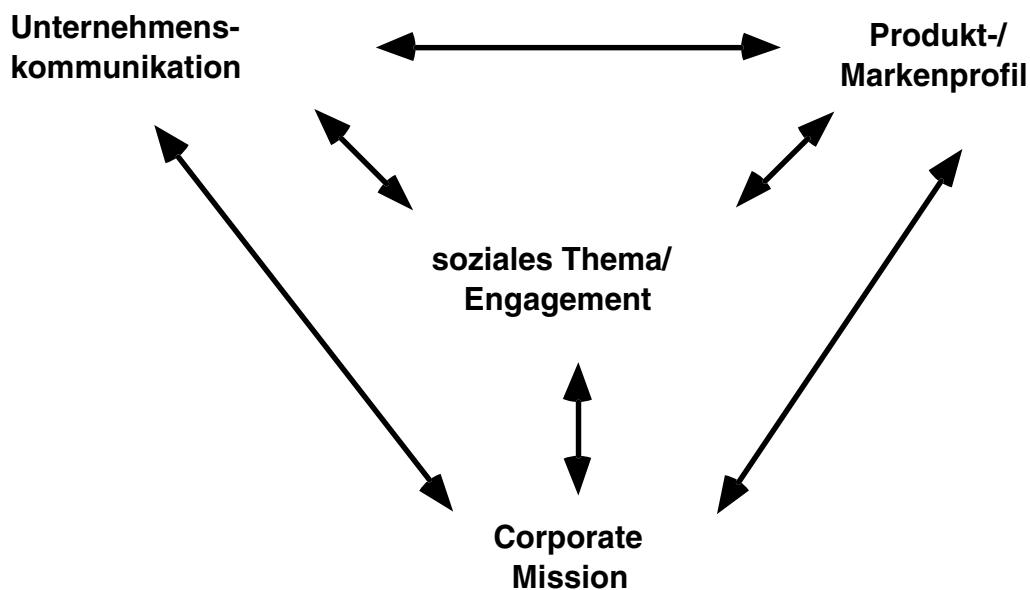 Unternehmens-
kommunikation
Produkt-/
Markenprofil
soziales Thema/
Engagement
Corporate
Mission